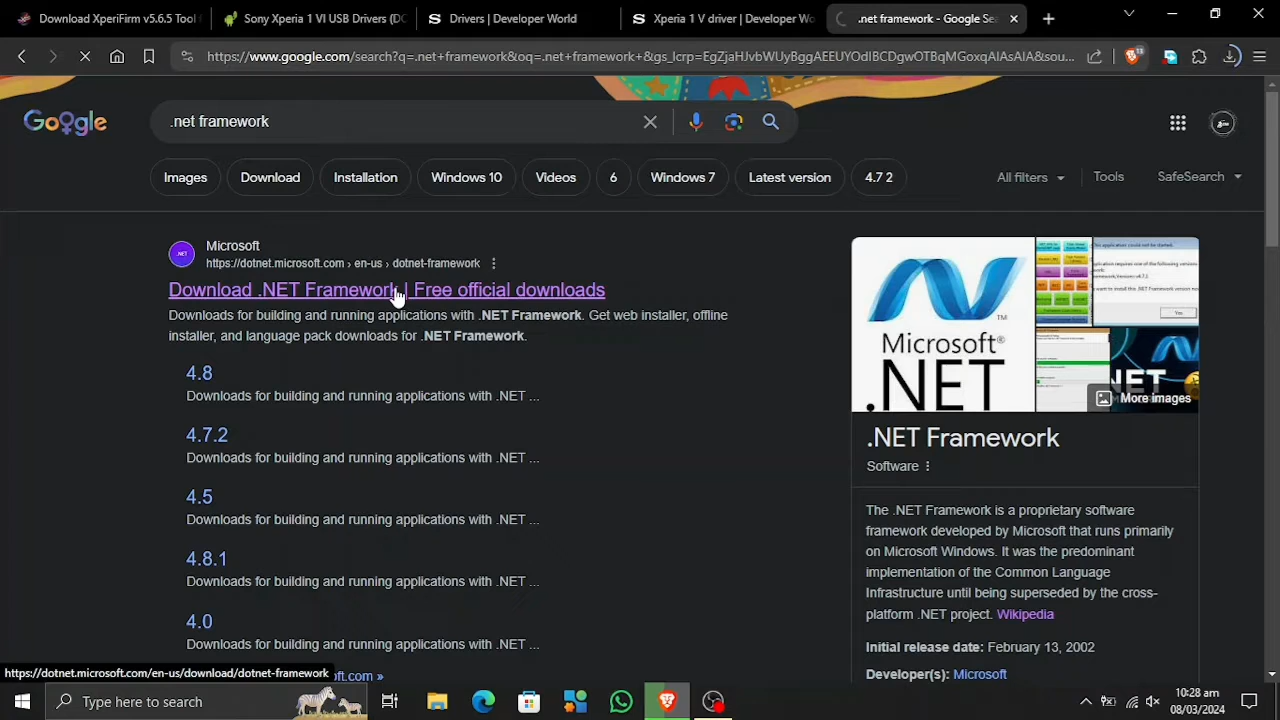 Download XperiFirm v5.6.5 Tool f
Sony Xperia 1 VI USB Drivers (DO
Drivers | Developer World
Xperia 1 V driver | Developer Wo
.net framework - Google Sea
https://www.google.com/search?q=.net+framework&oq=.net+framework+&gs_lcrp=EgZjaHJvbWUyBggAEEUYOdIBCDgwOTBqMGoxqAIAsAIA&sou...
13
Google
.net framework
Images
Download
Installation
Windows 10
Videos
6
Windows 7
Latest version
4.7 2
All filters
Tools
SafeSearch
.NET
Microsoft
https://dotnet.microsoft.com
Download .NET Framework | Free official downloads
Downloads for building and running applications with .NET Framework. Get web installer, offline
installer, and language pack downloads for .NET Framework.
4.8
Downloads for building and running applications with .NET ...
4.7.2
Downloads for building and running applications with .NET ...
4.5
Downloads for building and running applications with .NET ...
4.8.1
Downloads for building and running applications with .NET ...
4.0
Downloads for building and running applications with .NET ...
https://dotnet.microsoft.com/en-us/download/dotnet-framework
Microsoft®
.NET
TM
Yes
More images
.NET Framework
Software
The .NET Framework is a proprietary software
framework developed by Microsoft that runs primarily
on Microsoft Windows. It was the predominant
implementation of the Common Language
Infrastructure until being superseded by the cross-
platform .NET project. Wikipedia
Initial release date: February 13, 2002
Developer(s): Microsoft
Type here to search
10:28 am
08/03/2024